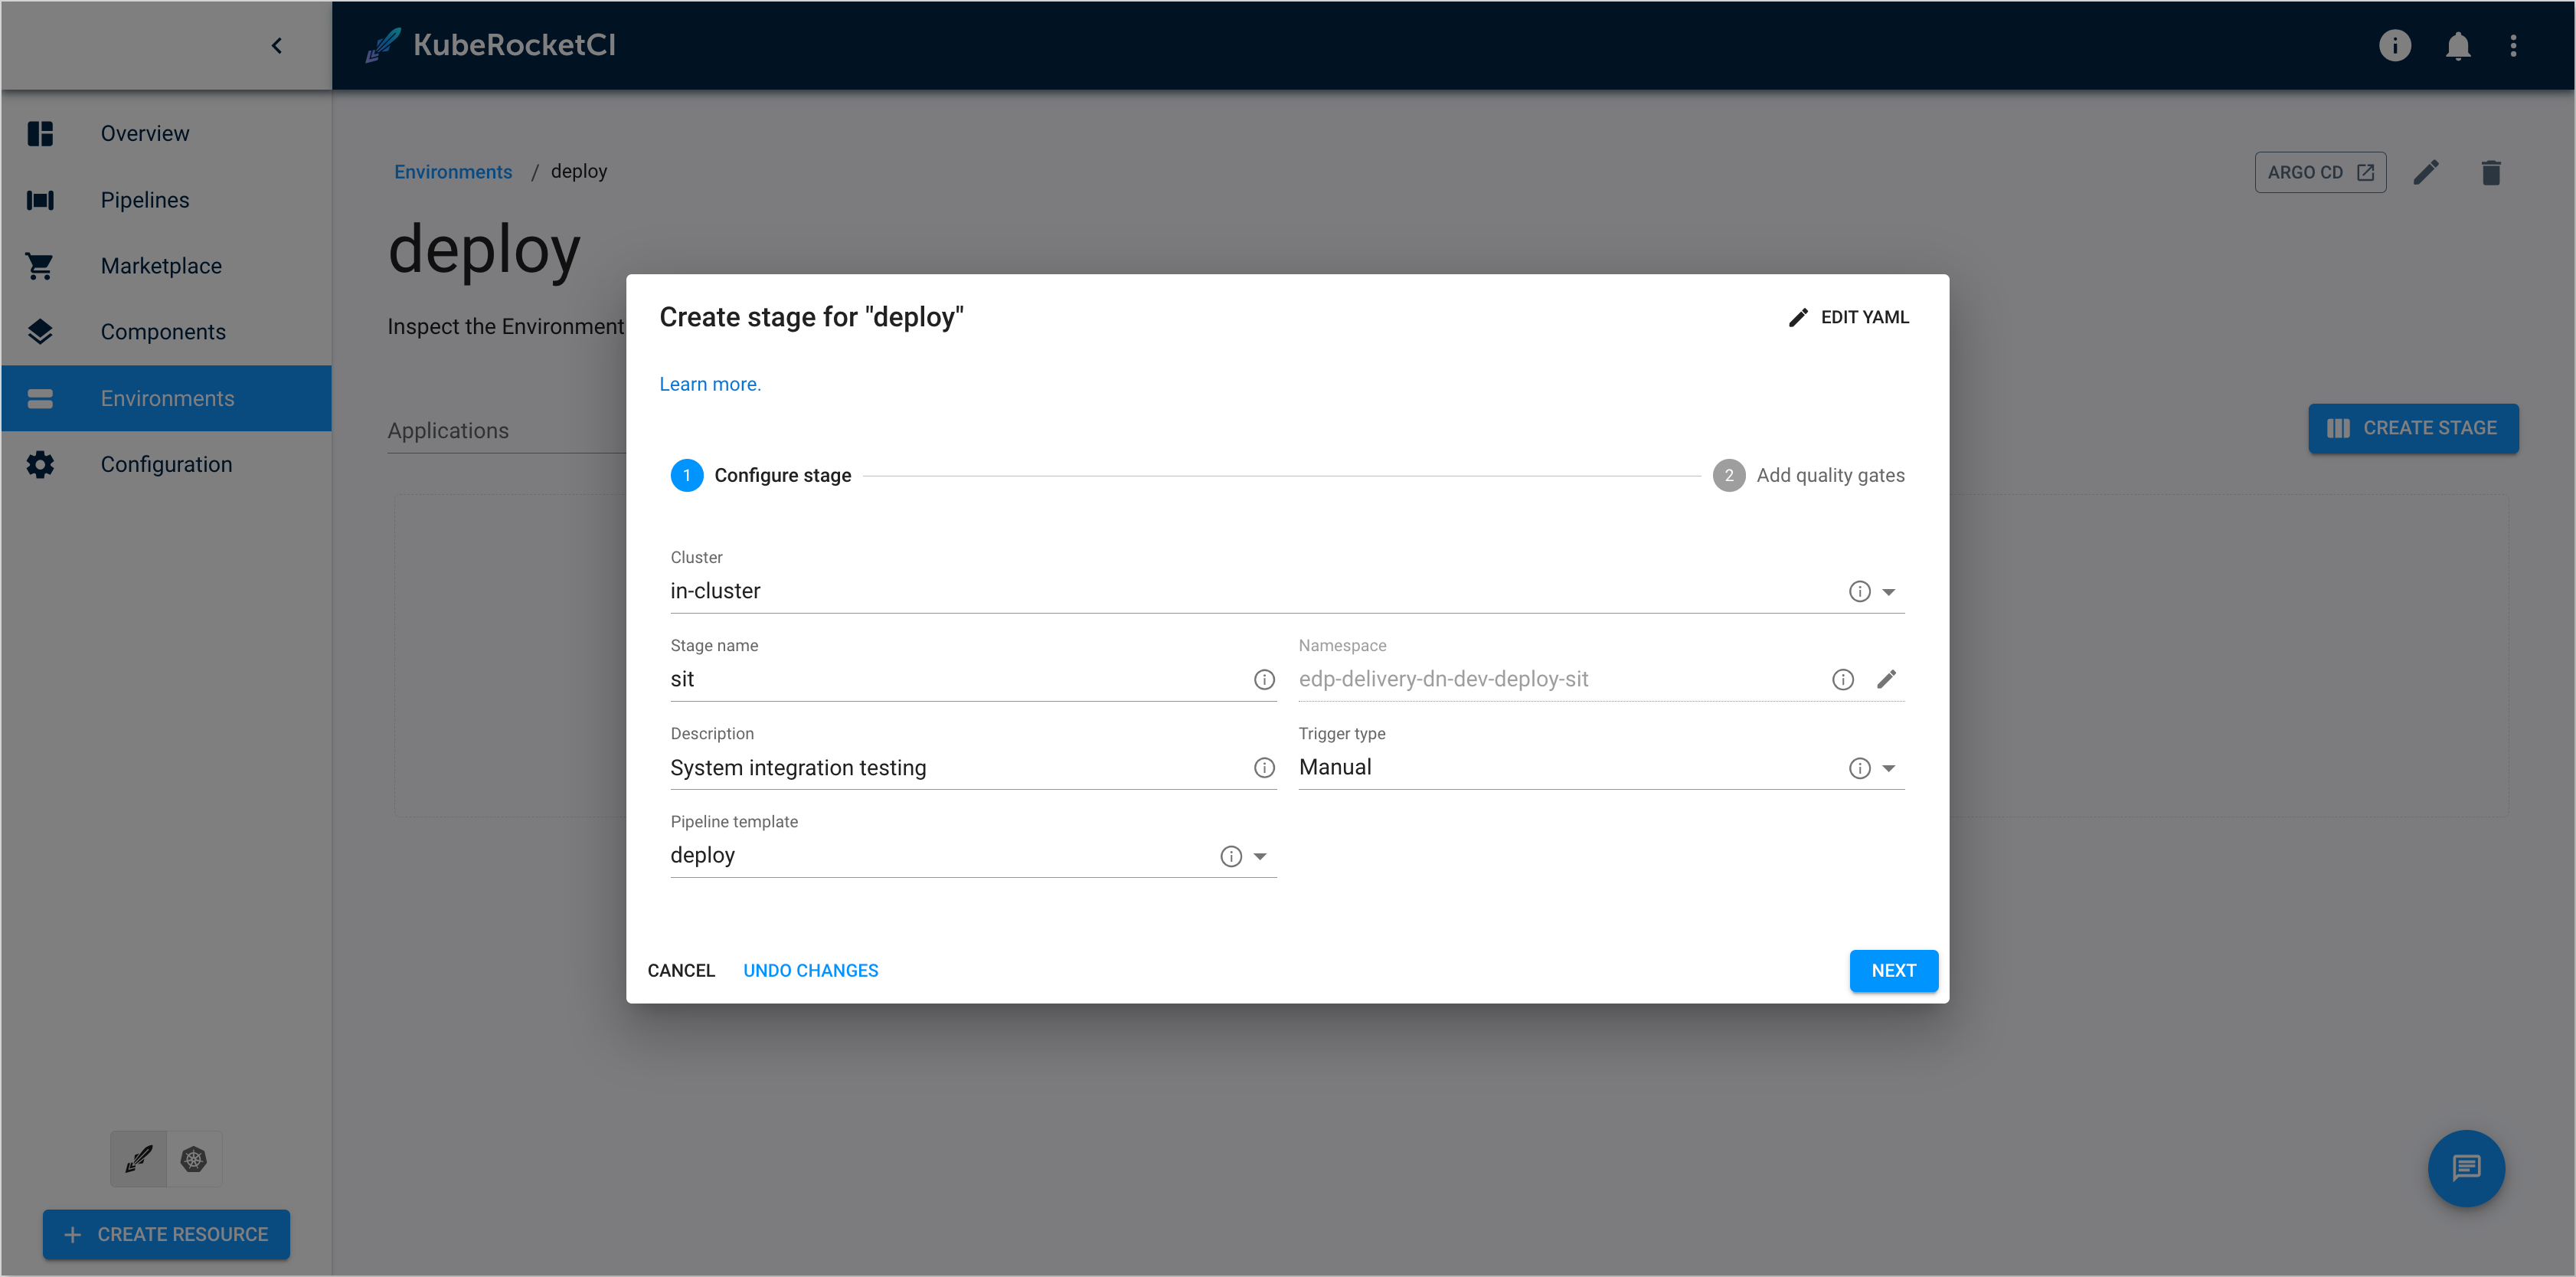 KubeRocketCI
Overview
Pipelines
Marketplace
Components
Environments
Configuration
CREATE RESOURCE
Environments / deploy
ARGO CD
deploy
Inspect the Environment
Applications
CREATE STAGE
Create stage for "deploy"
EDIT YAML
Learn more.
1 Configure stage
2 Add quality gates
Cluster
in-cluster
Stage name
sit
Namespace
edp-delivery-dn-dev-deploy-sit
Description
System integration testing
Trigger type
Manual
Pipeline template
deploy
CANCEL
UNDO CHANGES
NEXT